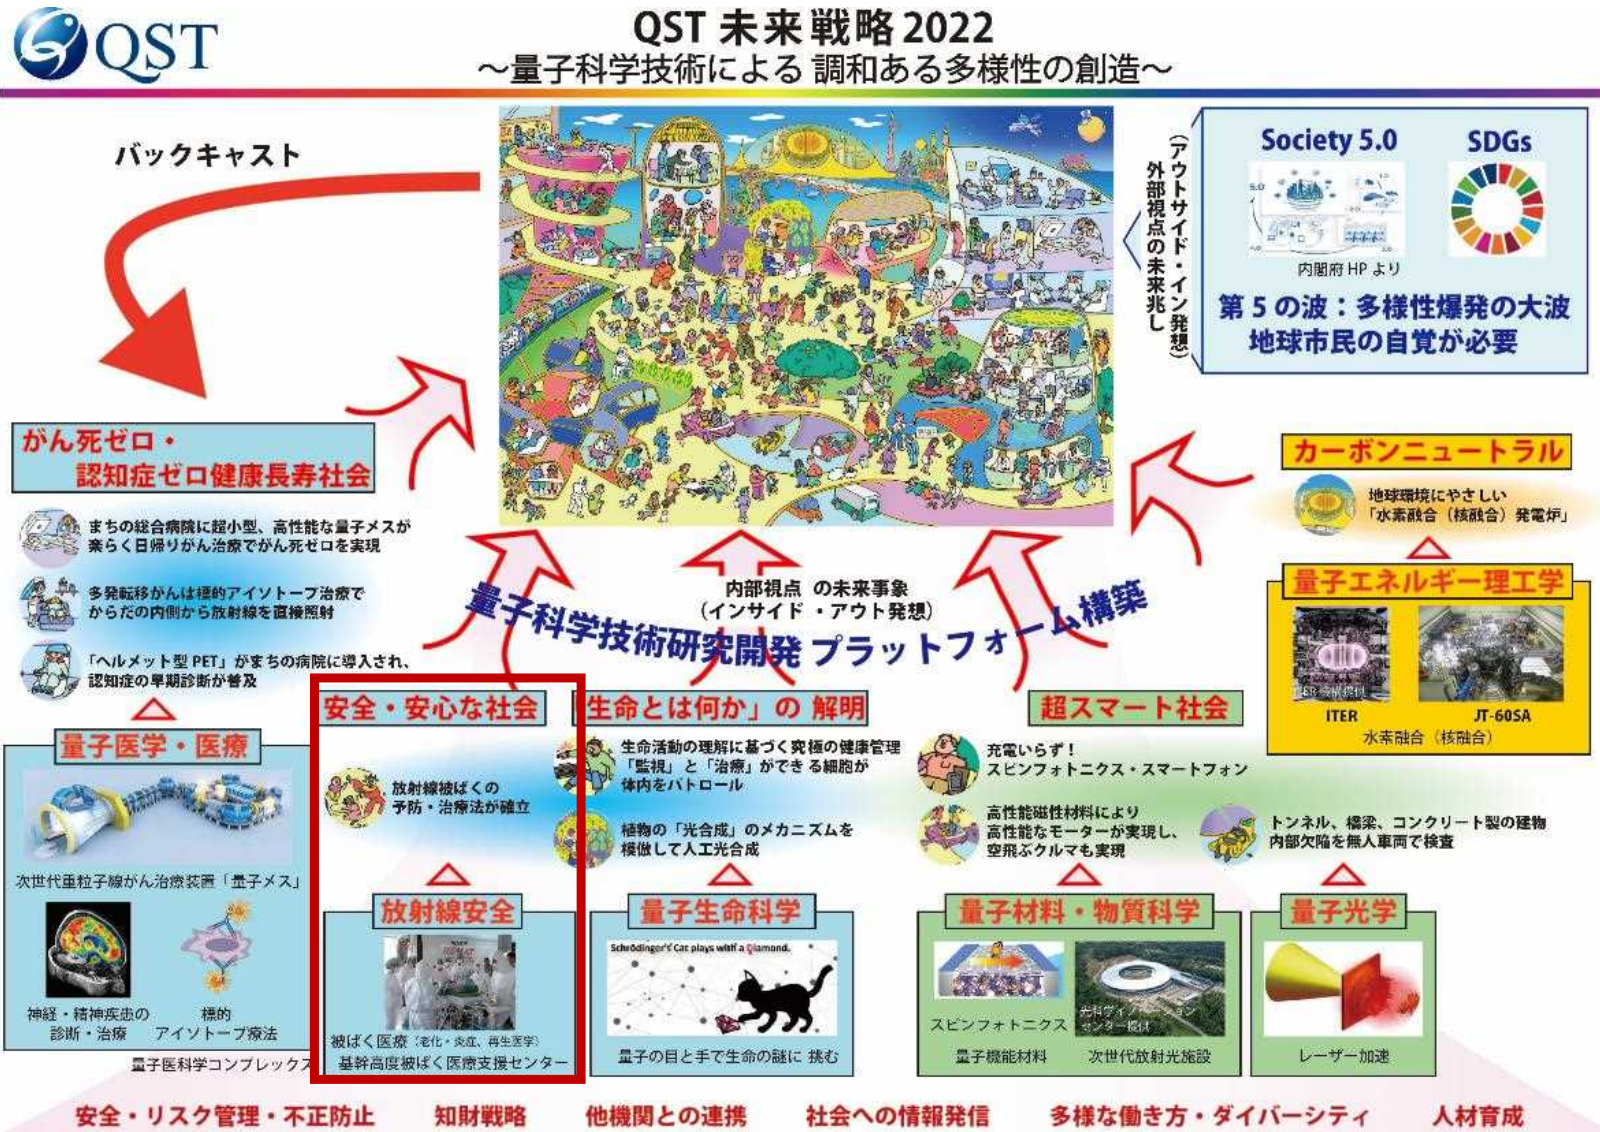 QST
QST 未来戦略 2022
～量子科学技術による 調和ある多様性の創造～
バックキャスト
（アウトサイド・イン発想）
外部視点の未来兆し
Society 5.0
SDGs
5.0
4.0
内閣府 HP より
第 5 の波：多様性爆発の大波
地球市民の自覚が必要
がん死ゼロ・
認知症ゼロ健康長寿社会
まちの総合病院に超小型、高性能な量子メスが
楽らく日帰りがん治療でがん死ゼロを実現
多発転移がんは標的アイソトープ治療で
からだの内側から放射線を直接照射
「ヘルメット型 PET」がまちの病院に導入され、
認知症の早期診断が普及
量子医学・医療
次世代重粒子線がん治療装置「量子メス」
神経・精神疾患の
診断・治療
標的
アイソトープ療法
量子医科学コンプレックス
内部視点 の未来事象
（インサイド ・アウト発想）
量子科学技術研究開発 プラットフォーム構築
安全・安心な社会
放射線被ばくの
予防・治療法が確立
放射線安全
被ばく医療（老化・炎症、再生医学）
基幹高度被ばく医療支援センター
「生命とは何か」の 解明
生命活動の理解に基づく究極の健康管理
「監視」と「治療」ができる細胞が
体内をパトロール
植物の「光合成」のメカニズムを
模倣して人工光合成
量子生命科学
Schrödinger's Cat plays with a Diamond.
量子の目と手で生命の謎に 挑む
超スマート社会
充電いらず！
スピンフォトニクス・スマートフォン
高性能磁性材料により
高性能なモーターが実現し、
空飛ぶクルマも実現
トンネル、橋梁、コンクリート製の建物
内部欠陥を無人車両で検査
量子材料・物質科学
スピンフォトニクス
量子機能材料
光科学イノベーション
センター提供
次世代放射光施設
量子光学
レーザー加速
カーボンニュートラル
地球環境にやさしい
「水素融合（核融合）発電炉」
量子エネルギー理工学
ITER 機構提供
ITER
JT-60SA
水素融合（核融合）
安全・リスク管理・不正防止
知財戦略
他機関との連携
社会への情報発信
多様な働き方・ダイバーシティ
人材育成